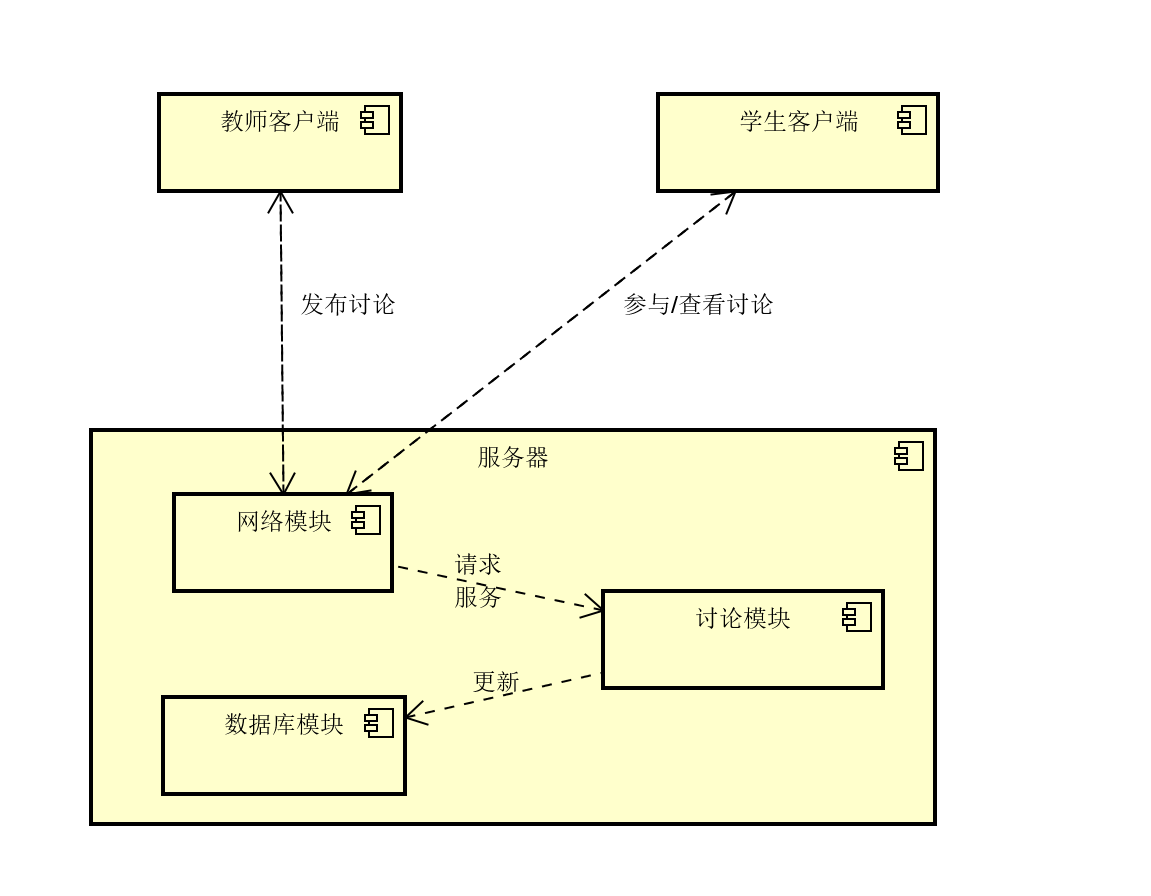 教师客户端
学生客户端
发布讨论
参与/查看讨论
服务器
网络模块
请求
服务
讨论模块
更新
数据库模块